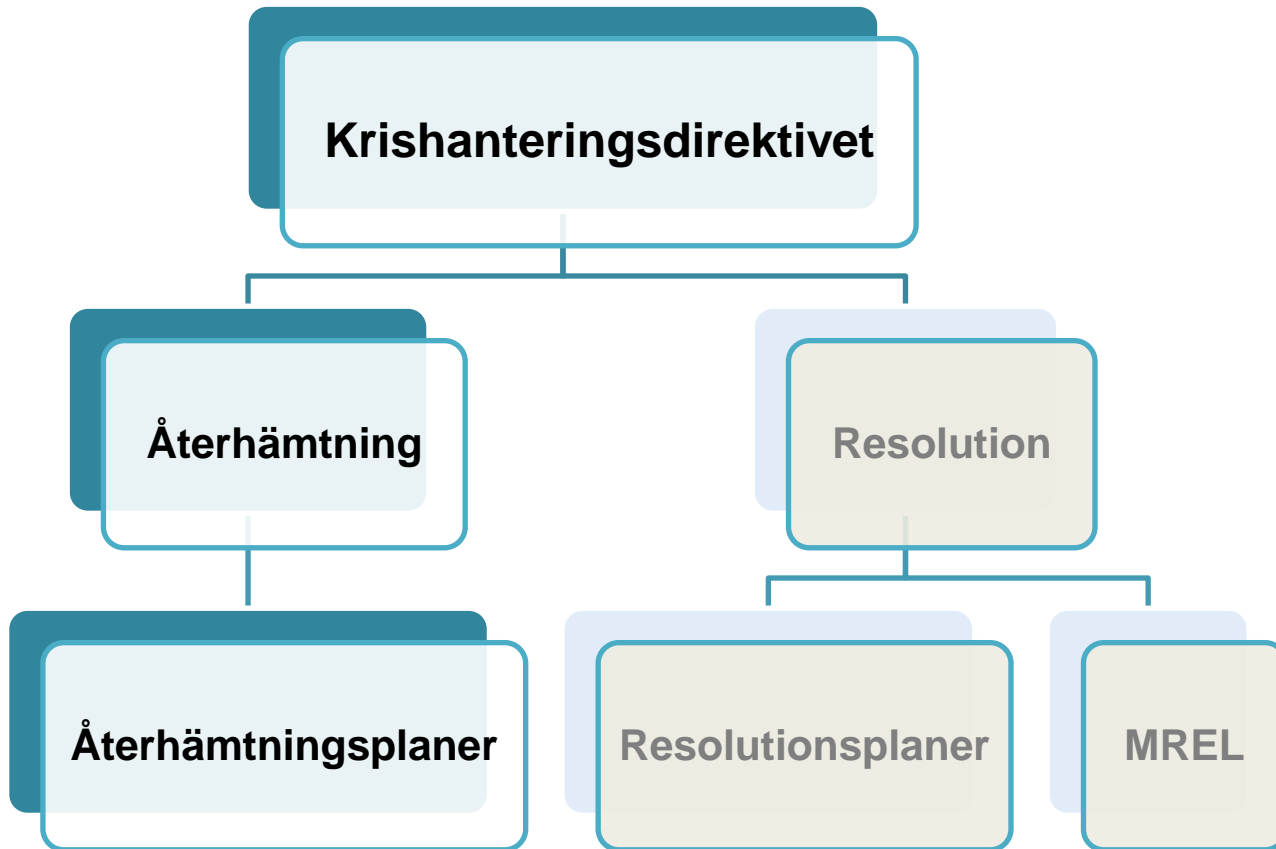 Krishanteringsdirektivet
Återhämtning
Resolution
Återhämtningsplaner
Resolutionsplaner
MREL